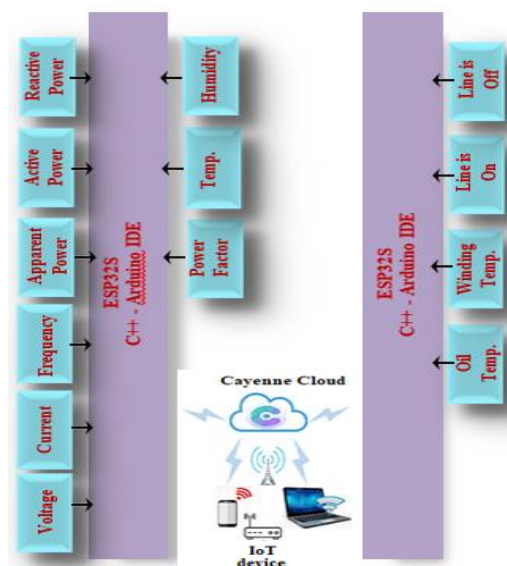 Reactive
Power
Active
Power
Apparent
Power
Frequency
Current
Voltage
ESP32S
C++ - Arduino IDE
Humidity
Temp.
Power
Factor
Cayenne Cloud
IoT
device
ESP32S
C++ - Arduino IDE
Line is
Off
Line is
On
Winding
Temp.
Oil
Temp.